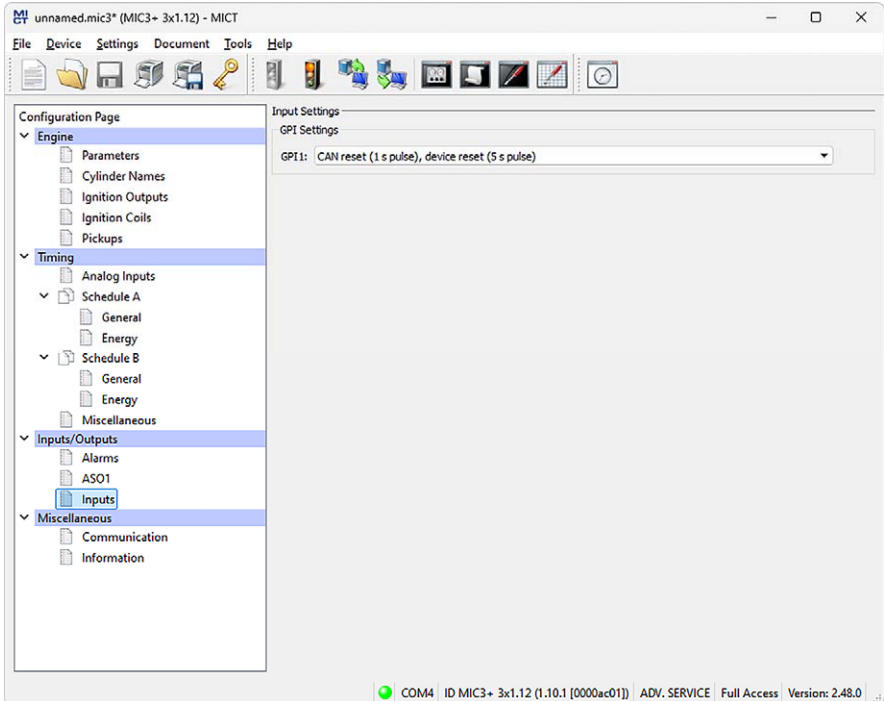 MICT unnamed.mic3* (MIC3+ 3x1.12) - MICT
File Device Settings Document Tools Help
Configuration Page
Engine
Parameters
Cylinder Names
Ignition Outputs
Ignition Coils
Pickups
Timing
Analog Inputs
Schedule A
General
Energy
Schedule B
General
Energy
Miscellaneous
Inputs/Outputs
Alarms
ASO1
Inputs
Miscellaneous
Communication
Information
Input Settings
GPI Settings
GPI1: CAN reset (1 s pulse), device reset (5 s pulse)
COM4 ID MIC3+ 3x1.12 (1.10.1 [0000ac01]) ADV. SERVICE Full Access Version: 2.48.0